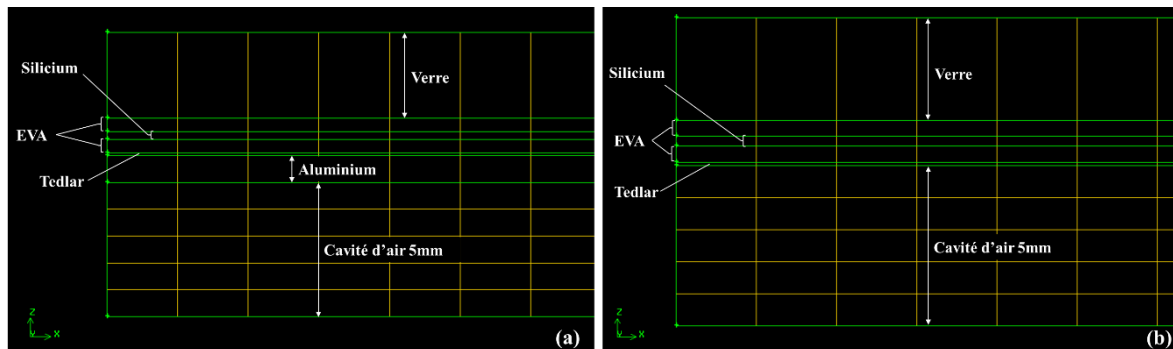 Silicium
Verre
EVA
Tedlar
Aluminium
Cavité d'air 5mm
Z
Y
X
(a)
Verre
Silicium
EVA
Tedlar
Cavité d'air 5mm
Z
Y
X
(b)